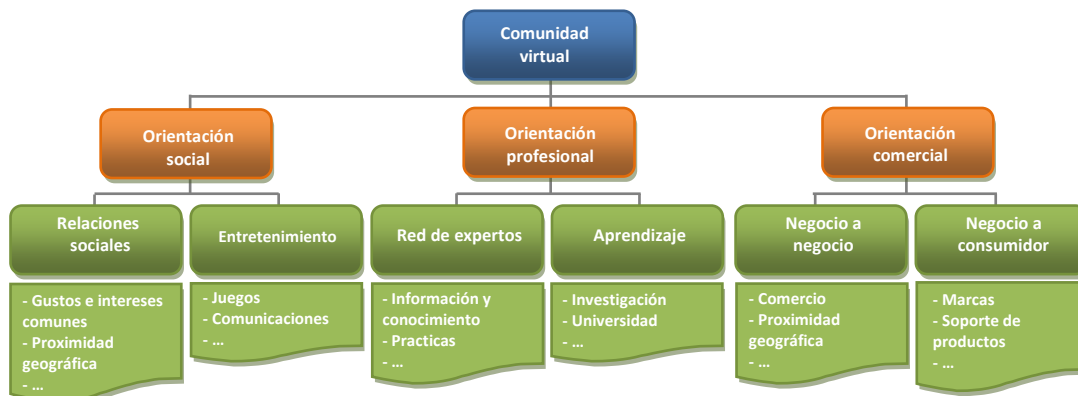 Comunidad
virtual
Orientación
social
Orientación
profesional
Orientación
comercial
Relaciones
sociales
Entretenimiento
Red de expertos
Aprendizaje
Negocio a
negocio
Negocio a
consumidor
- Gustos e intereses
comunes
- Proximidad
geográfica
- ...
- Juegos
- Comunicaciones
- ...
- Información y
conocimiento
- Practicas
- ...
- Investigación
- Universidad
- ...
- Comercio
- Proximidad
geográfica
- ...
- Marcas
- Soporte de
productos
- ...